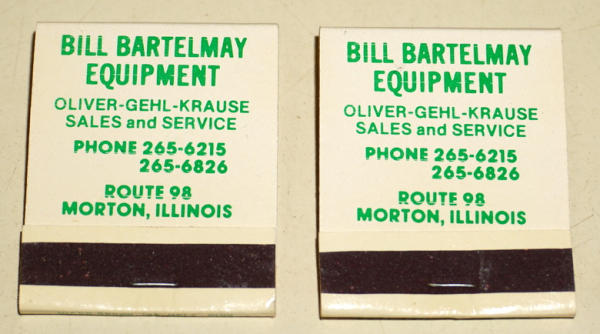 BILL BARTELMAY
EQUIPMENT
OLIVER-GEHL-KRAUSE
SALES and SERVICE
PHONE 265-6215
265-6826
ROUTE 98
MORTON, ILLINOIS
BILL BARTELMAY
EQUIPMENT
OLIVER-GEHL-KRAUSE
SALES and SERVICE
PHONE 265-6215
265-6826
ROUTE 98
MORTON, ILLINOIS